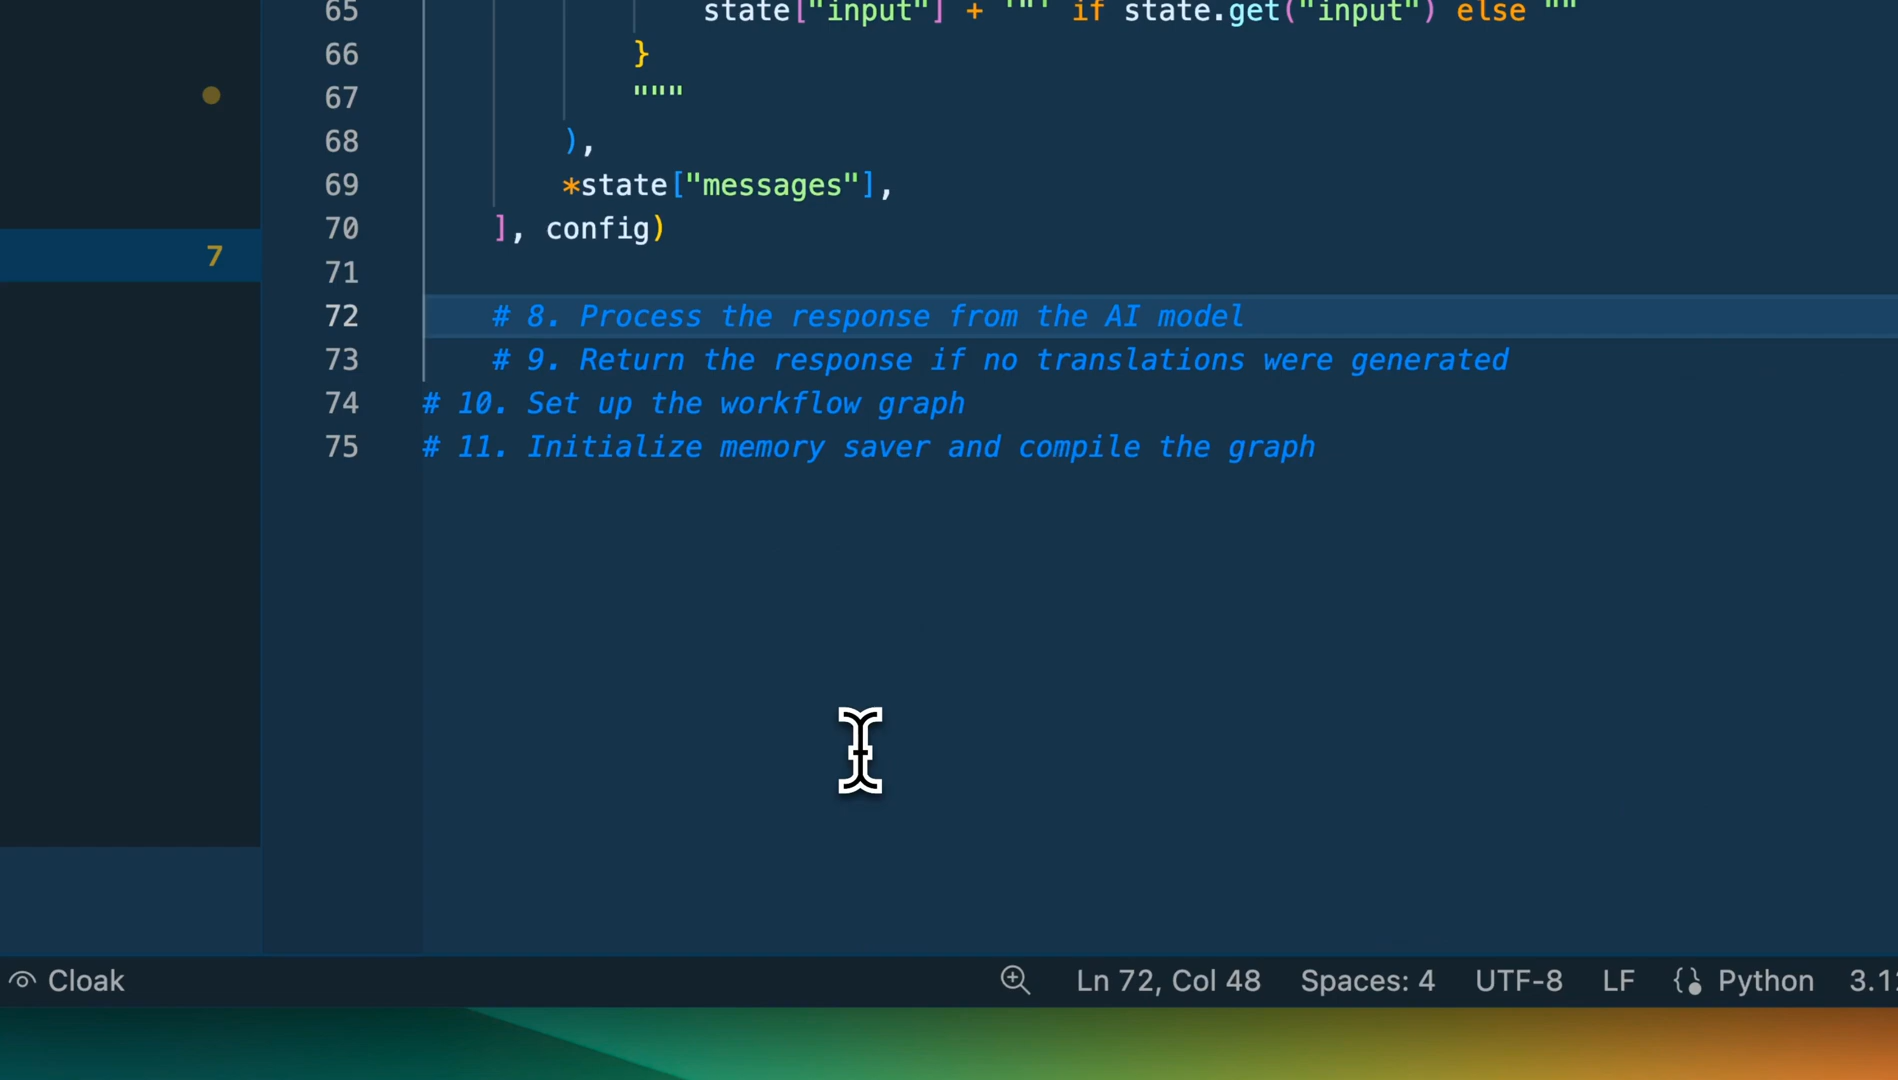 65 state["input"] + '"' if state.get("input") else ""
66 }
67 """
68 ),
69 *state["messages"],
7
70 ], config)
71
72 # 8. Process the response from the AI model
73 # 9. Return the response if no translations were generated
74 # 10. Set up the workflow graph
75 # 11. Initialize memory saver and compile the graph
Cloak Ln 72, Col 48 Spaces: 4 UTF-8 LF {} Python